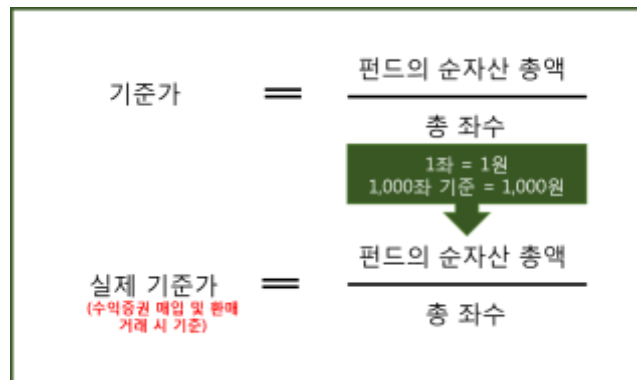 기준가 = 펀드의 순자산 총액
총 좌수
1좌 = 1원
1,000좌 기준 = 1,000원
실제 기준가 = 펀드의 순자산 총액
(수익증권 매입 및 환매
거래 시 기준)
총 좌수